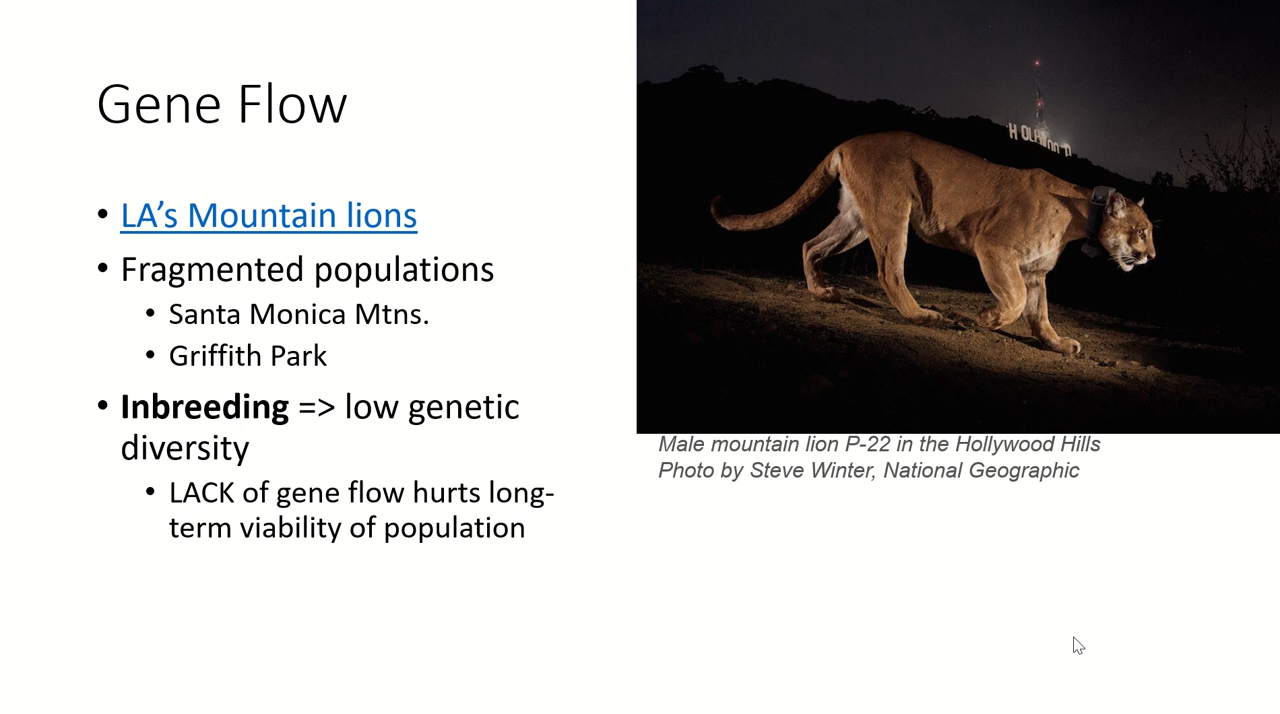 Gene Flow
• LA’s Mountain lions
• Fragmented populations
• Santa Monica Mtns.
• Griffith Park
• Inbreeding => low genetic
diversity
• LACK of gene flow hurts long-
term viability of population
HOLLYWOOD
Male mountain lion P-22 in the Hollywood Hills
Photo by Steve Winter, National Geographic